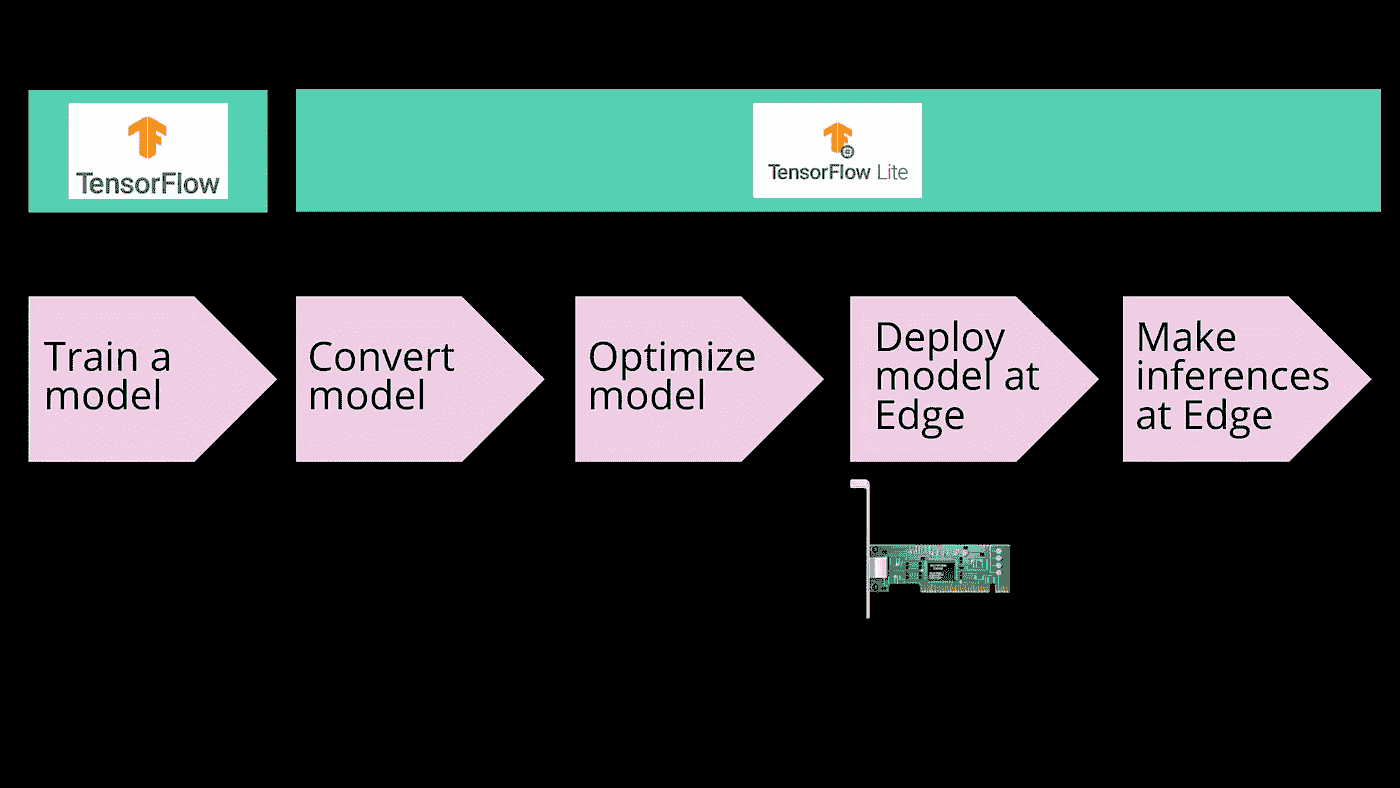 TensorFlow
TensorFlow Lite
Train a
model
Convert
model
Optimize
model
Deploy
model at
Edge
Make
inferences
at Edge